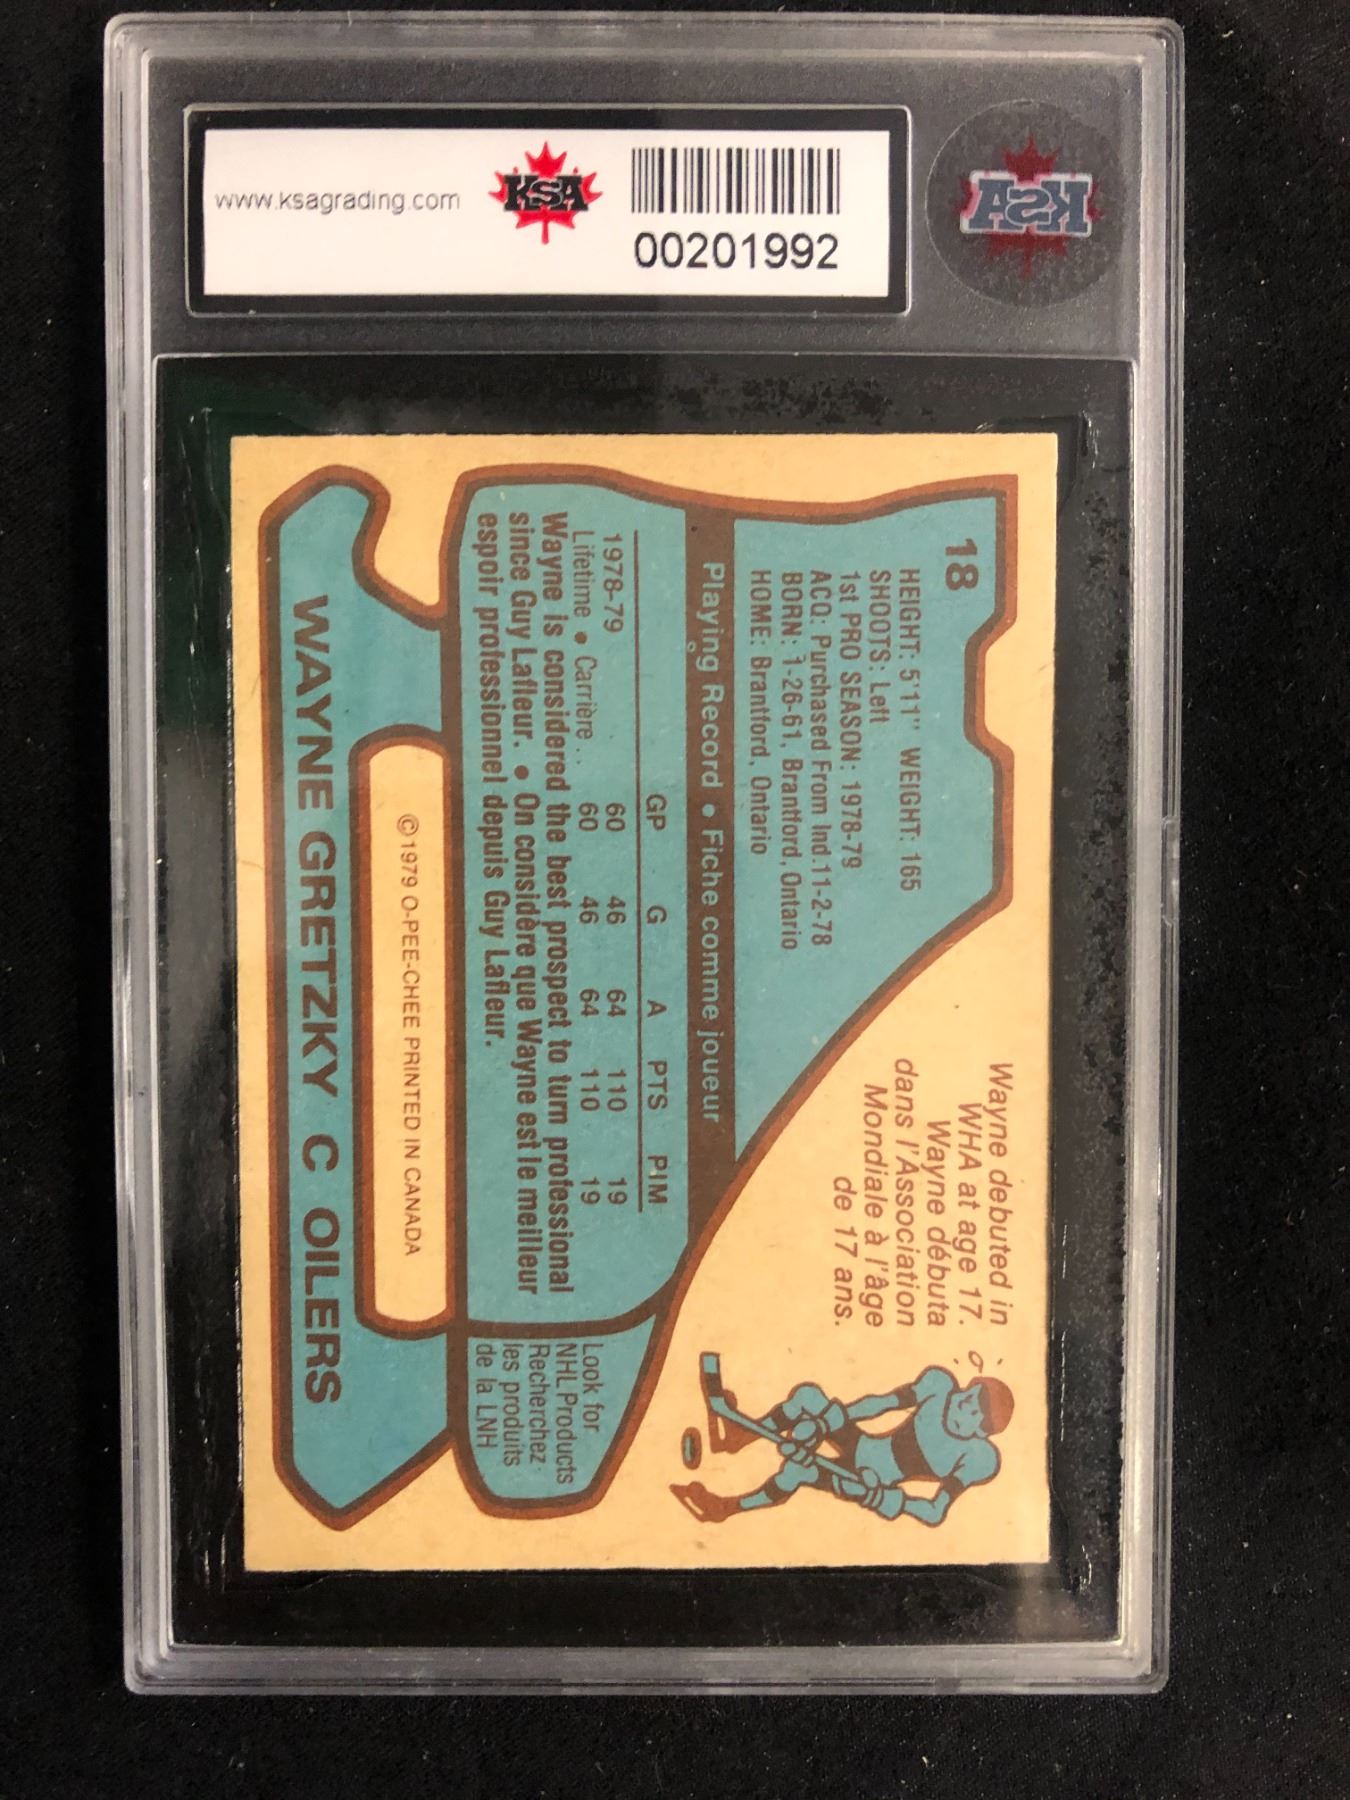 www.ksagrading.com
KSA
00201992
KSA
18
HEIGHT: 5'11" WEIGHT: 165
SHOOTS: Left
1st PRO SEASON: 1978-79
ACQ: Purchased From Ind.11-2-78
BORN: 1-26-61, Brantford, Ontario
HOME: Brantford, Ontario
Wayne debuted in
WHA at age 17.
Wayne débuta
dans l'Association
Mondiale à l'âge
de 17 ans.
Playing Record • Fiche comme joueur
GP G A PTS PIM
1978-79 60 46 64 110 19
Lifetime • Carrière .. 60 46 64 110 19
Wayne is considered the best prospect to turn professional
since Guy Lafleur. • On considère que Wayne est le meilleur
espoir professionnel depuis Guy Lafleur.
Look for
NHL Products
Recherchez
les produits
de la LNH
©1979 O-PEE-CHEE PRINTED IN CANADA
WAYNE GRETZKY C OILERS